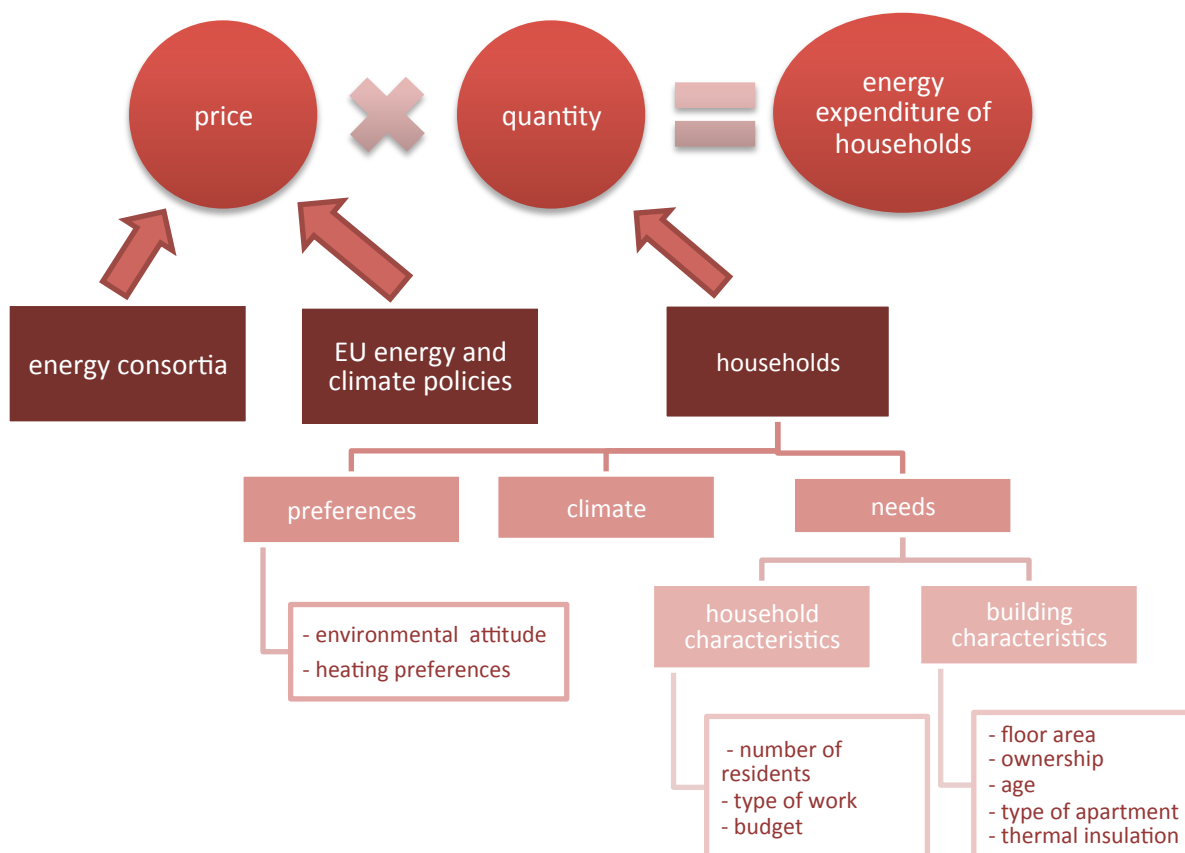 price
quantity
energy
expenditure of
households
energy consortia
EU energy and
climate policies
households
preferences
climate
needs
- environmental attitude
- heating preferences
household
characteristics
building
characteristics
- number of
residents
- type of work
- budget
- floor area
- ownership
- age
- type of apartment
- thermal insulation